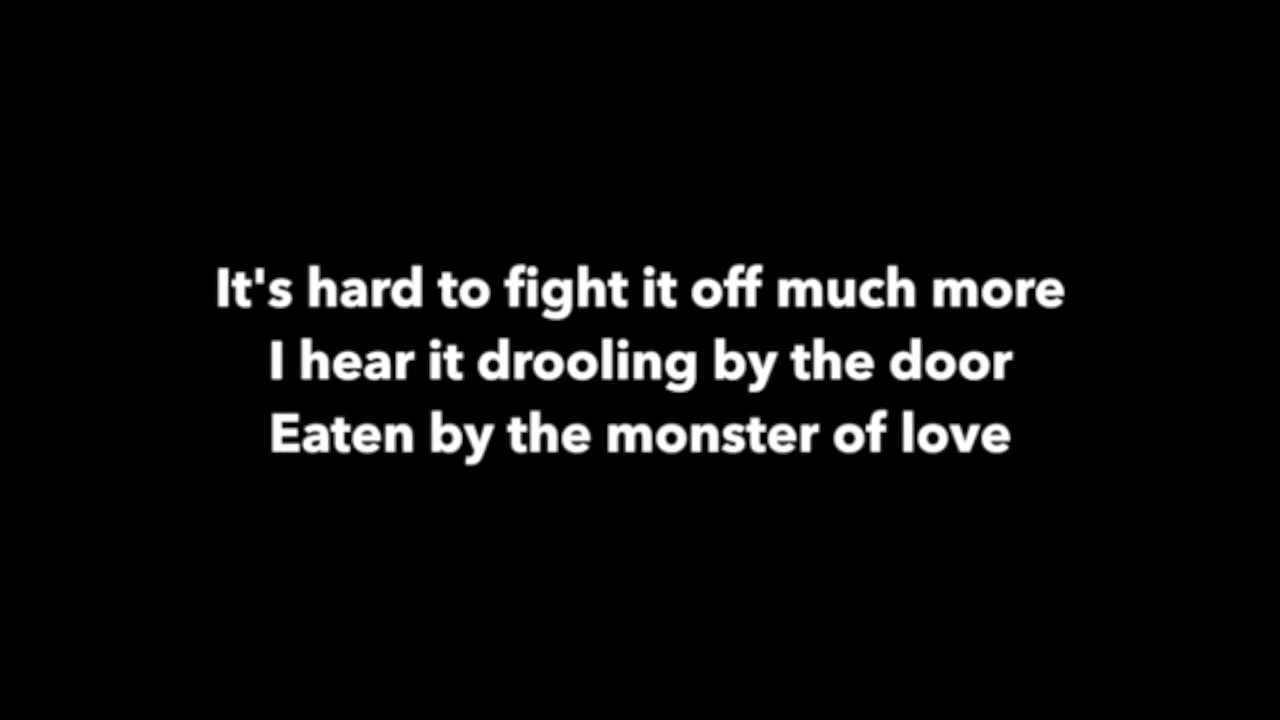 It's hard to fight it off much more
I hear it drooling by the door
Eaten by the monster of love